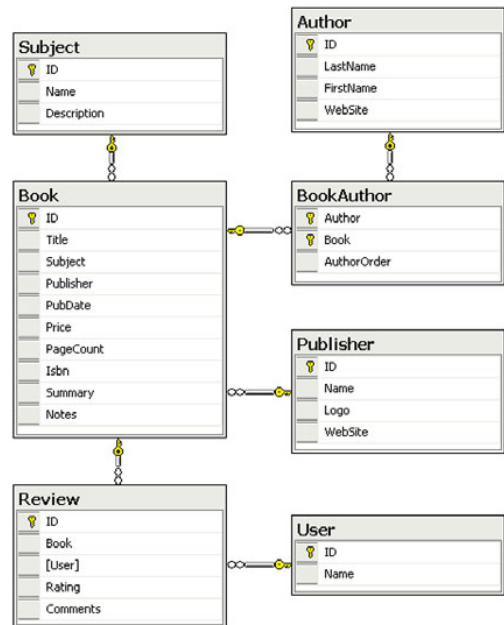 Subject
ID
Name
Description
Author
ID
LastName
FirstName
WebSite
Book
ID
Title
Subject
Publisher
PubDate
Price
PageCount
Isbn
Summary
Notes
BookAuthor
Author
Book
AuthorOrder
Publisher
ID
Name
Logo
WebSite
Review
ID
Book
[User]
Rating
Comments
User
ID
Name